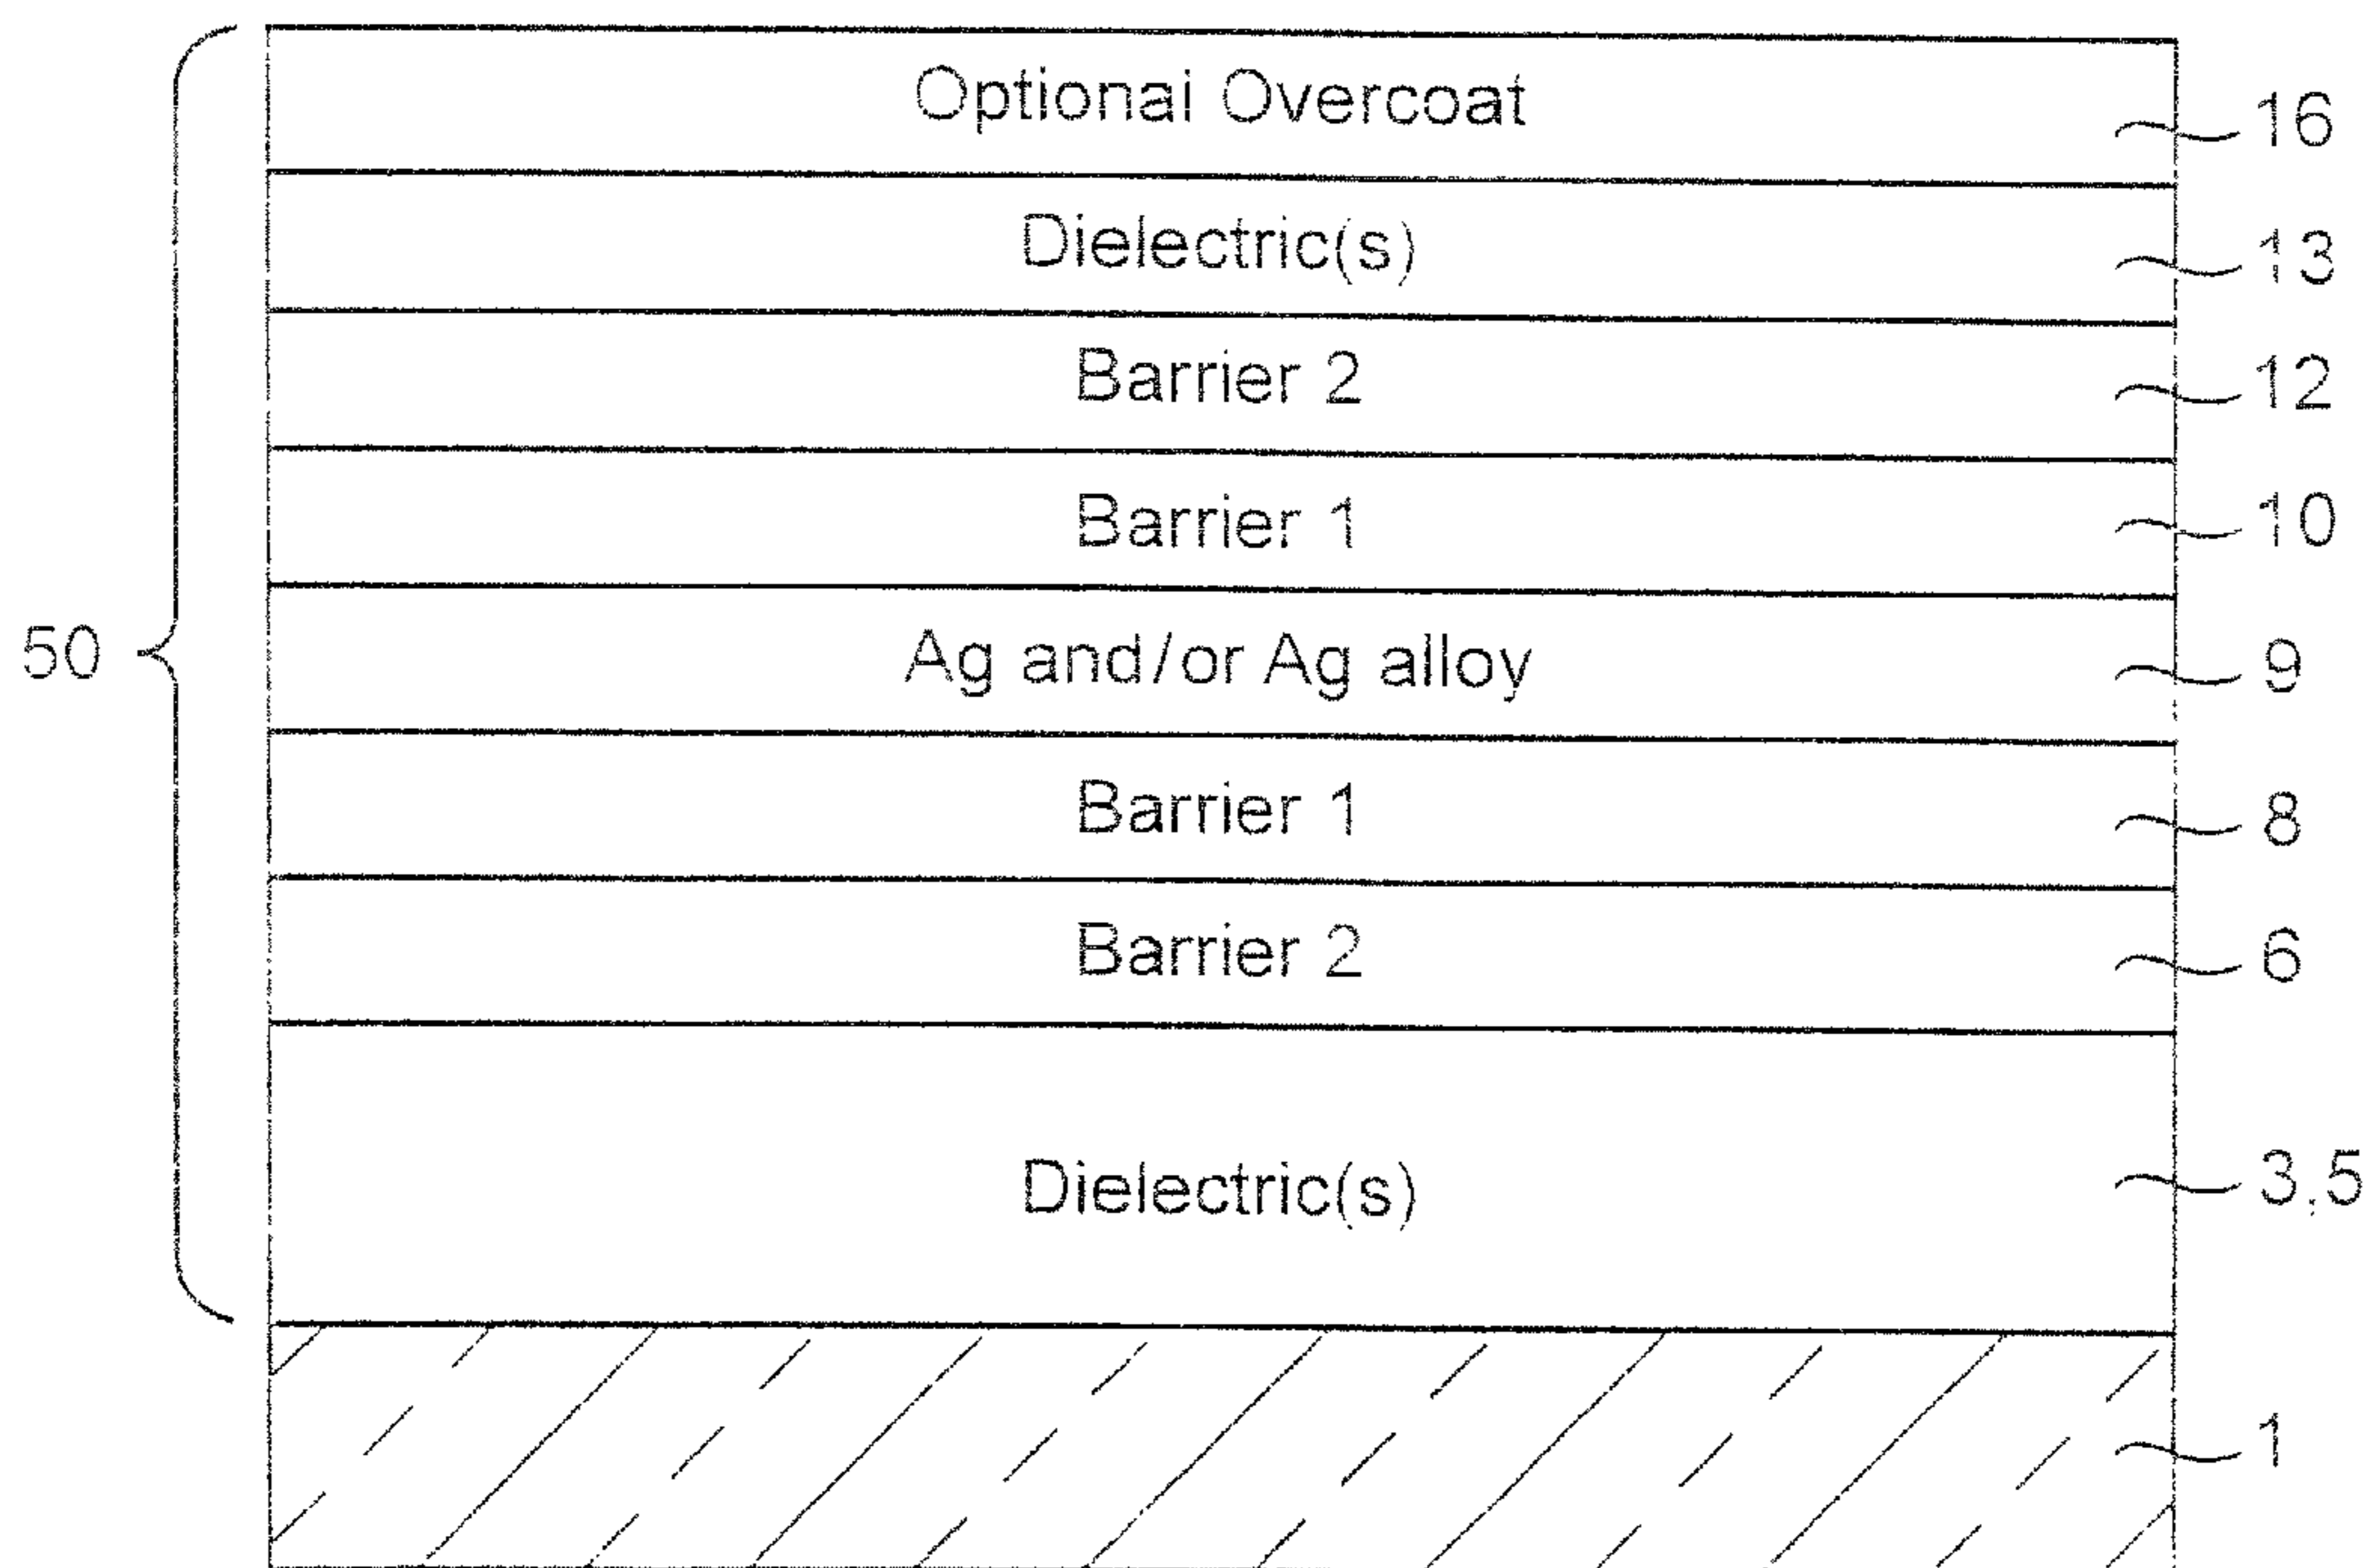 Optional Overcoat 16
Dielectric(s) 13
Barrier 2 12
Barrier 1 10
50 Ag and/or Ag alloy 9
Barrier 1 8
Barrier 2 6
Dielectric(s) 3,5
1